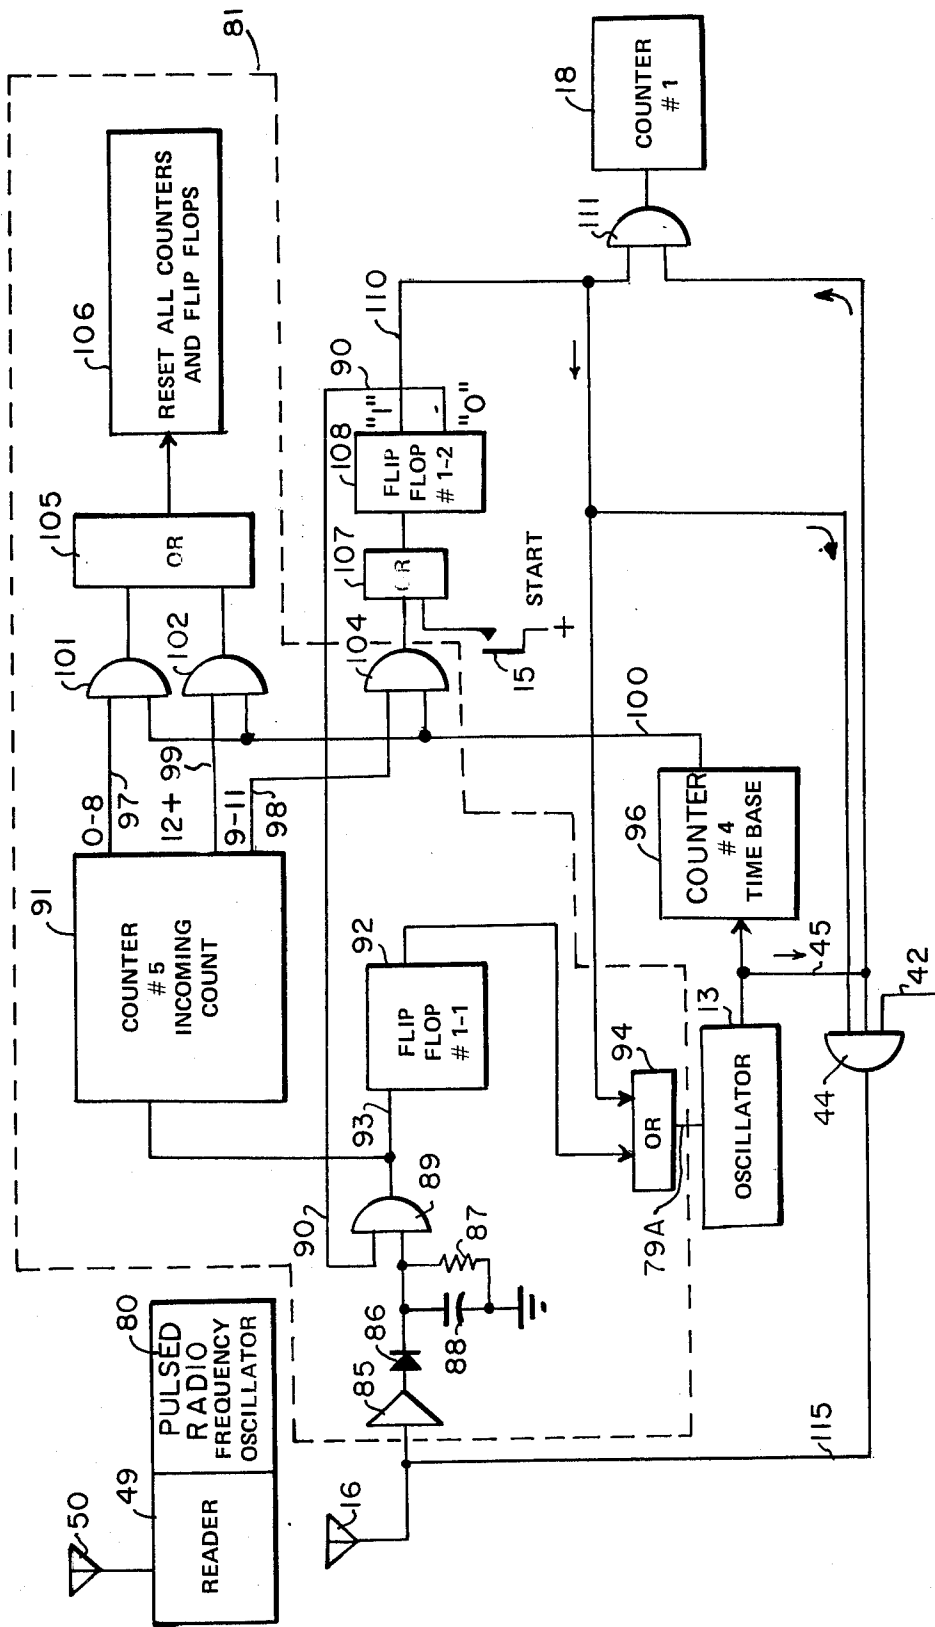 81
106
RESET ALL COUNTERS
AND FLIP FLOPS
105
OR
101
102
0-8
97
12+ 99
9-11
98
91
COUNTER
#5
INCOMING
COUNT
80
PULSED
RADIO
FREQUENCY
OSCILLATOR
49
READER
50
18
COUNTER
#1
111
110
90
"1"
"0"
108
FLIP
FLOP
#1-2
107
OR
START
+
15
104
92
FLIP
FLOP
#1-1
93
89
90
87
86
88
85
16
100
96
COUNTER
#4
TIME BASE
45
42
13
OSCILLATOR
94
OR
79A
44
115